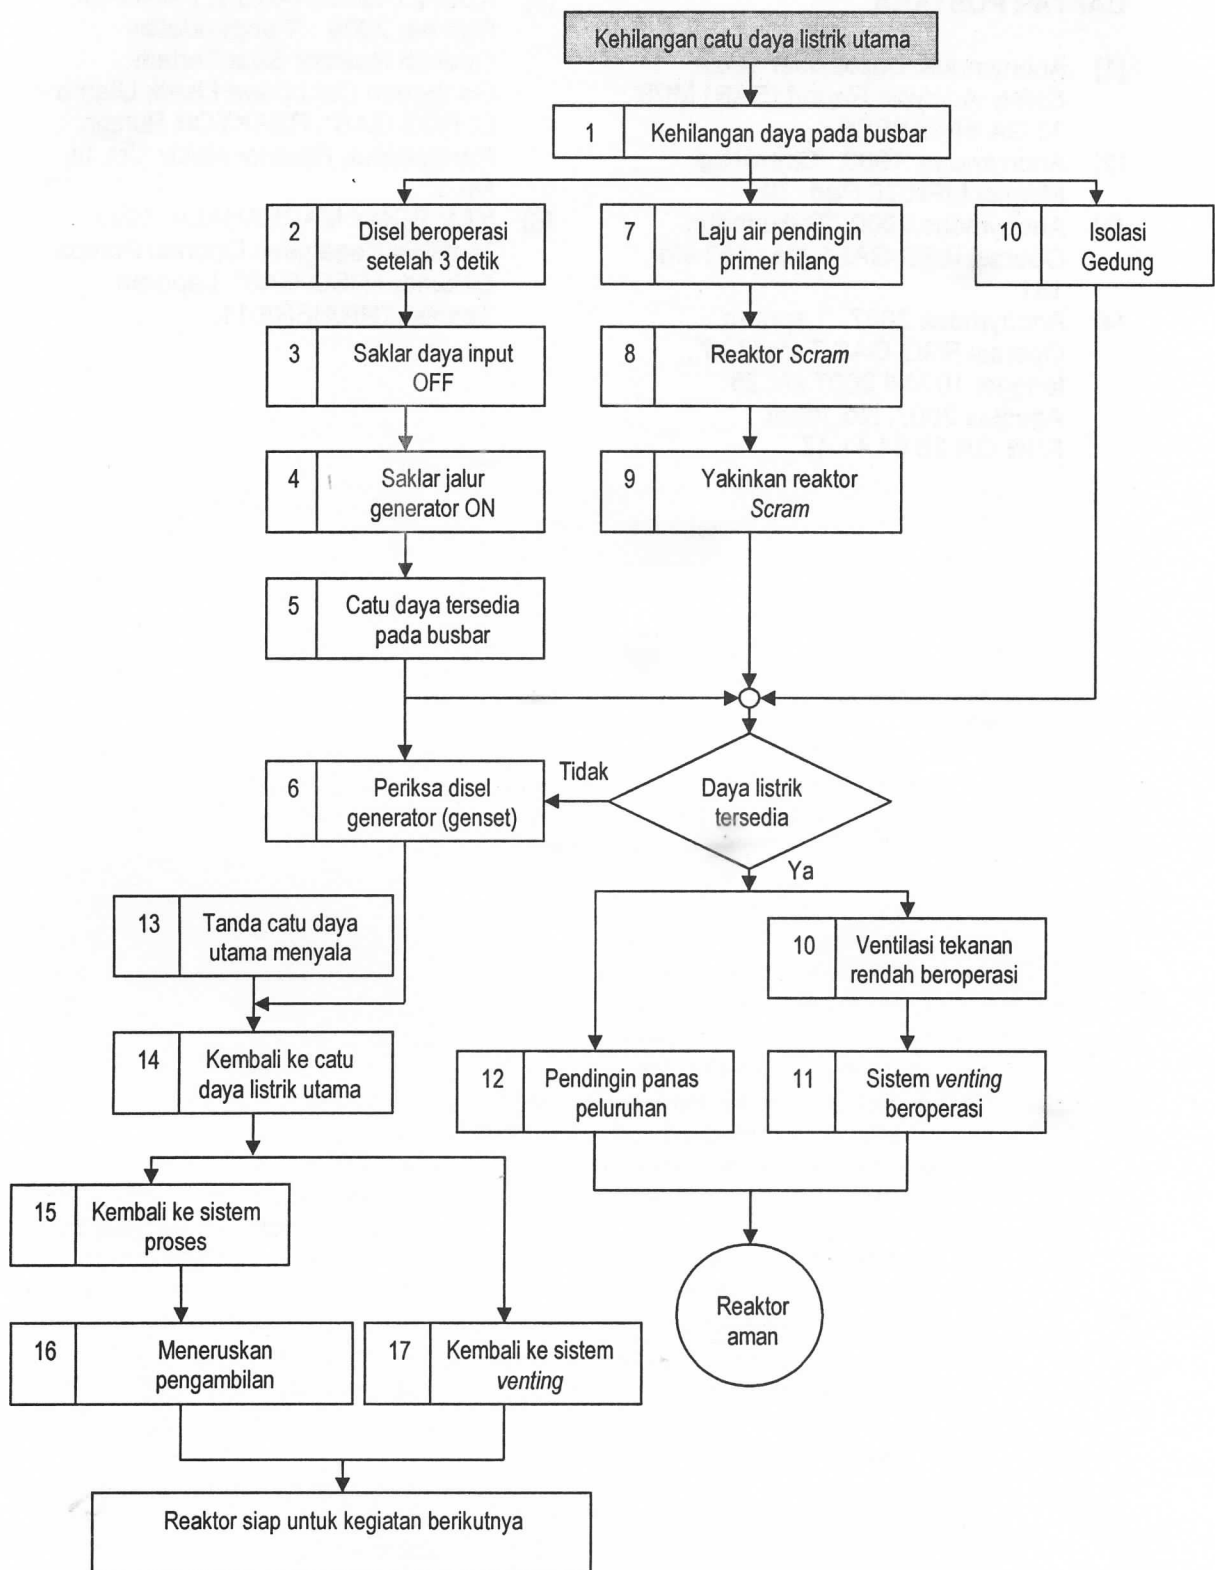 Kehilangan catu daya listrik utama
1
Kehilangan daya pada busbar
2
Disel beroperasi
setelah 3 detik
7
Laju air pendingin
primer hilang
10
Isolasi
Gedung
3
Saklar daya input
OFF
8
Reaktor Scram
4
Saklar jalur
generator ON
9
Yakinkan reaktor
Scram
5
Catu daya tersedia
pada busbar
6
Periksa disel
generator (genset)
Tidak
Daya listrik
tersedia
Ya
13
Tanda catu daya
utama menyala
10
Ventilasi tekanan
rendah beroperasi
14
Kembali ke catu
daya listrik utama
12
Pendingin panas
peluruhan
11
Sistem venting
beroperasi
15
Kembali ke sistem
proses
16
Meneruskan
pengambilan
17
Kembali ke sistem
venting
Reaktor
aman
Reaktor siap untuk kegiatan berikutnya